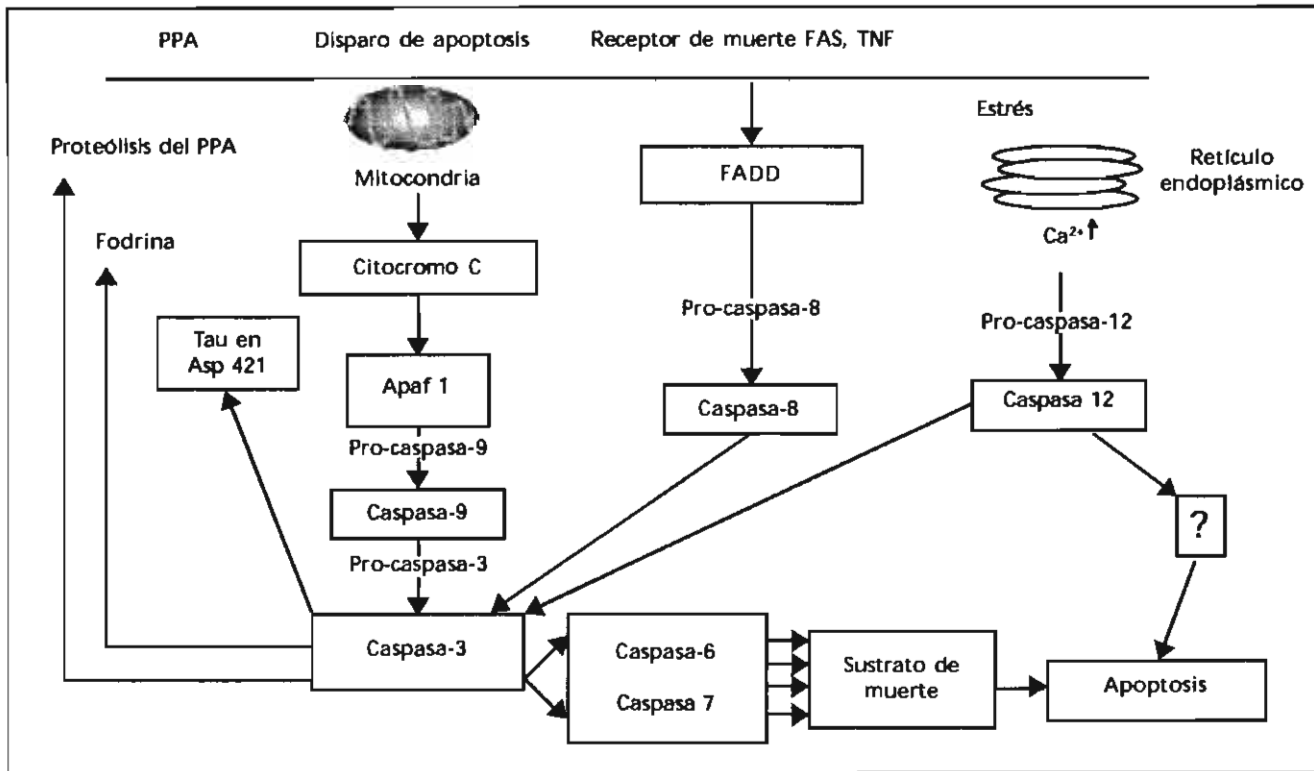 PPA
Disparo de apoptosis
Receptor de muerte FAS, TNF
Estrés
Proteólisis del PPA
Mitocondria
FADD
Retículo
endoplásmico
Ca²⁺↑
Fodrina
Citocromo C
Pro-caspasa-8
Pro-caspasa-12
Tau en
Asp 421
Apaf 1
Caspasa-8
Caspasa 12
Pro-caspasa-9
Caspasa-9
?
Pro-caspasa-3
Caspasa-3
Caspasa-6
Caspasa 7
Sustrato de
muerte
Apoptosis